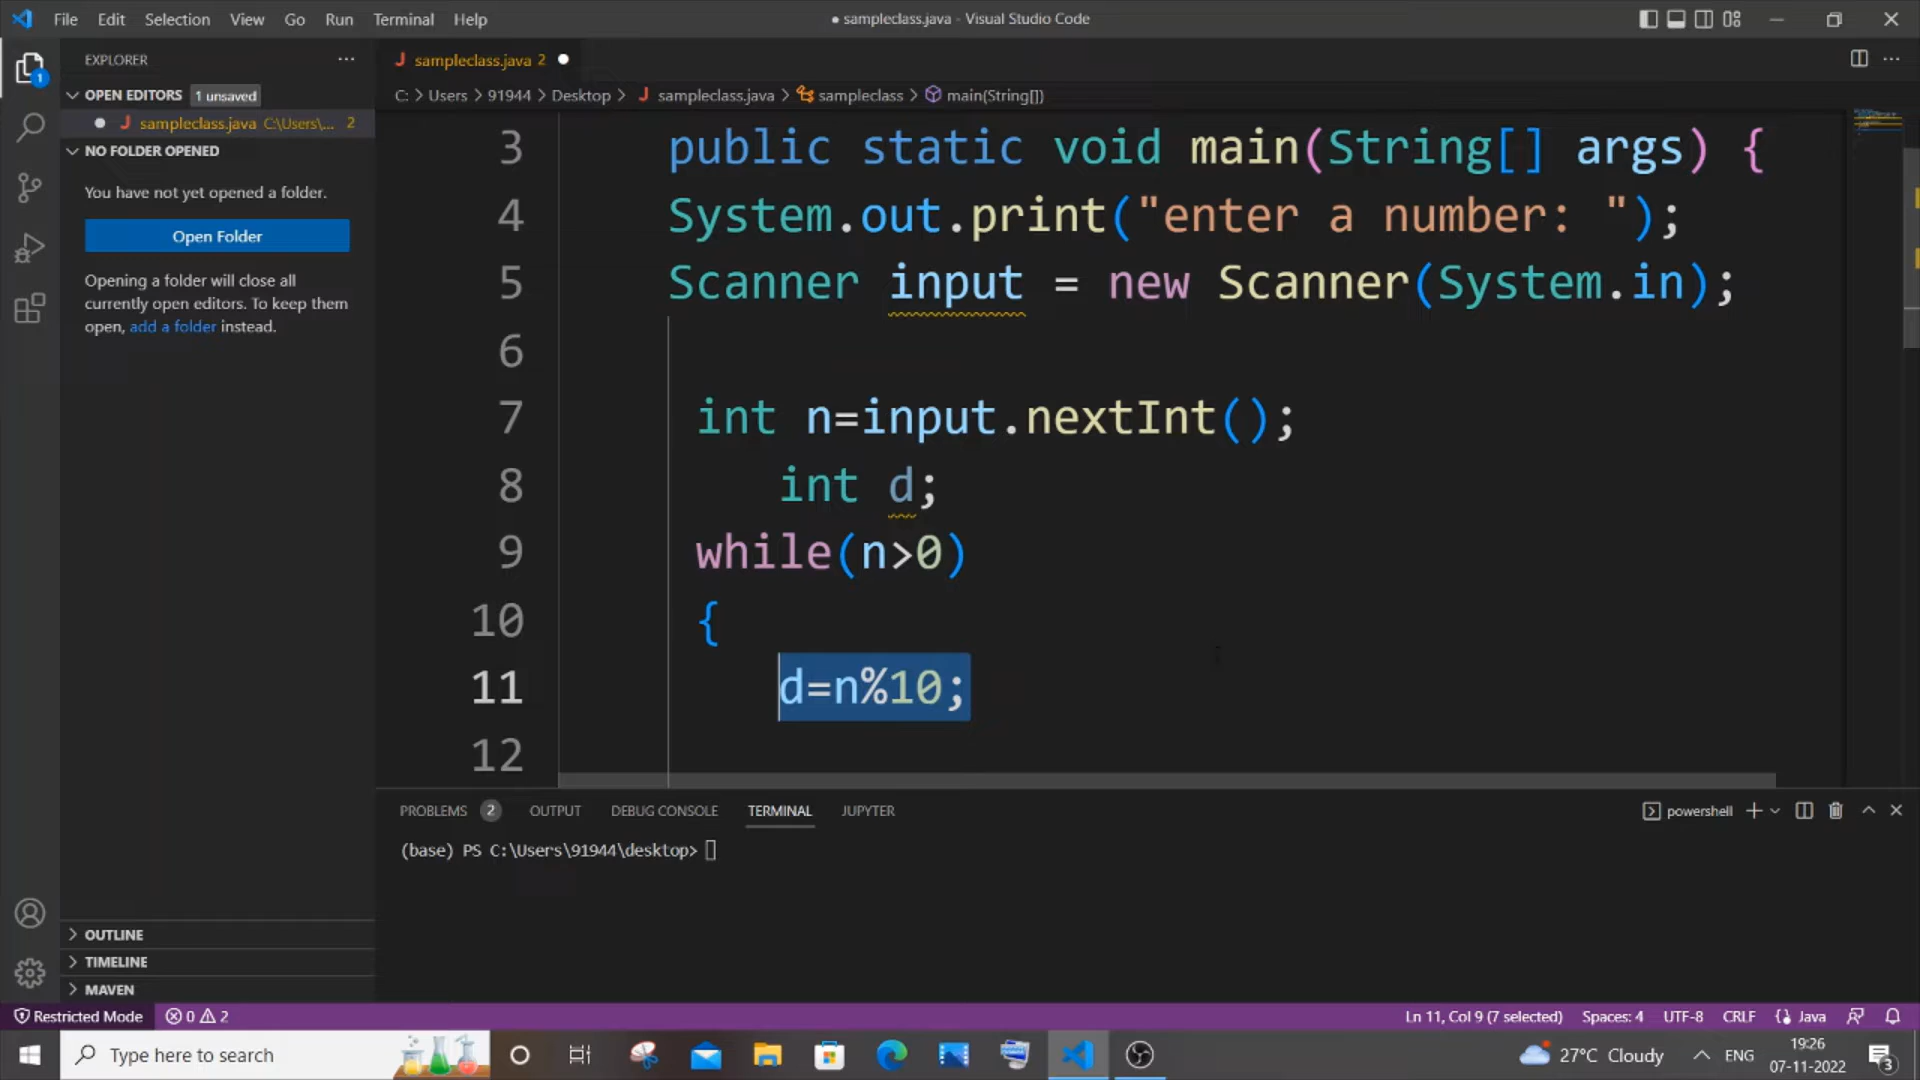 File Edit Selection View Go Run Terminal Help
● sampleclass.java - Visual Studio Code
EXPLORER
OPEN EDITORS 1 unsaved
sampleclass.java C:\Users\... 2
NO FOLDER OPENED
You have not yet opened a folder.
Open Folder
Opening a folder will close all
currently open editors. To keep them
open, add a folder instead.
OUTLINE
TIMELINE
MAVEN
sampleclass.java 2
C: > Users > 91944 > Desktop > sampleclass.java > sampleclass > main(String[])
3 public static void main(String[] args) {
4 System.out.print("enter a number: ");
5 Scanner input = new Scanner(System.in);
6
7 int n=input.nextInt();
8 int d;
9 while(n>0)
10 {
11 d=n%10;
12
PROBLEMS 2 OUTPUT DEBUG CONSOLE TERMINAL JUPYTER
powershell
(base) PS C:\Users\91944\desktop>
1
Restricted Mode 0 2
Ln 11, Col 9 (7 selected) Spaces: 4 UTF-8 CRLF Java
Type here to search
27°C Cloudy ENG
19:26
07-11-2022
3